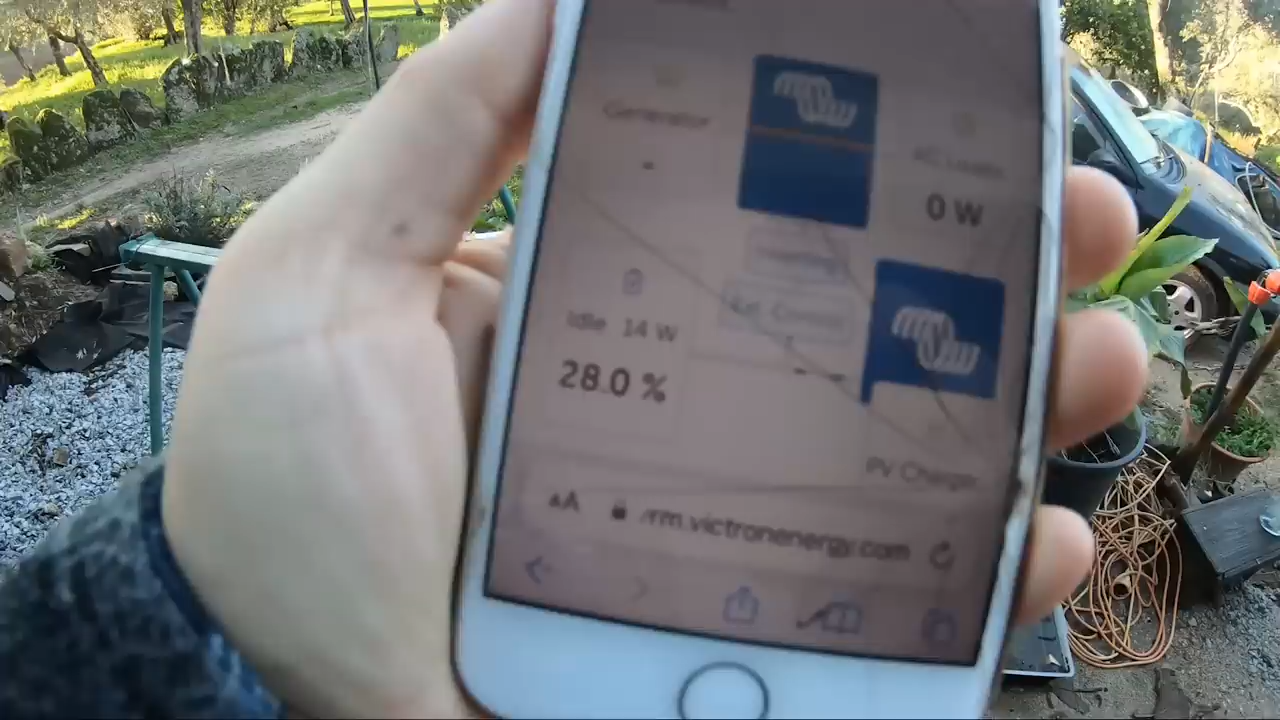 Generator
-
AC Loads
0 W
Idle 14 W
28.0 %
PV Charger
AA
vrm.victronenergy.com